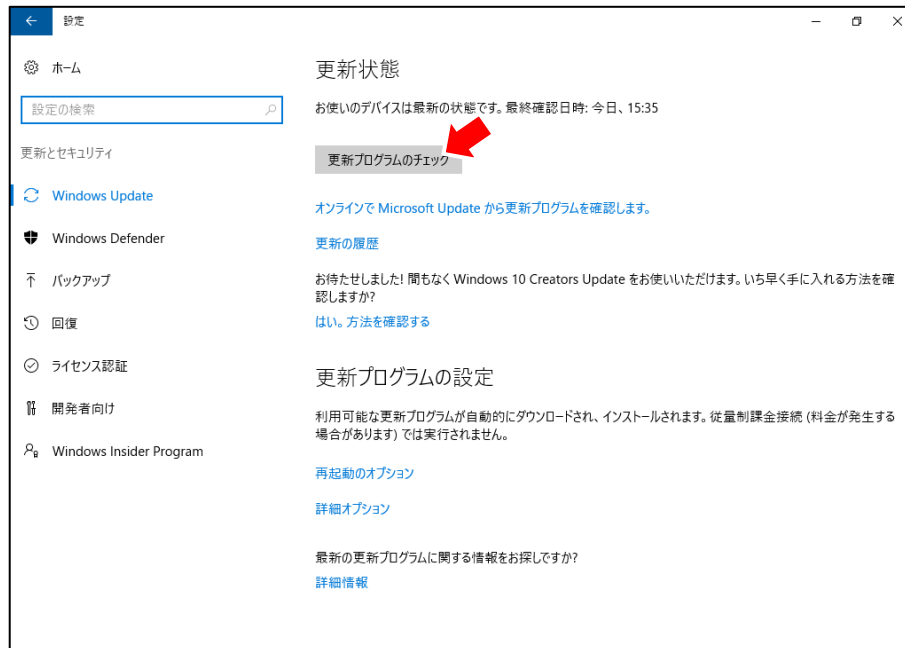 設定
ホーム
設定の検索
更新とセキュリティ
Windows Update
Windows Defender
バックアップ
回復
ライセンス認証
開発者向け
Windows Insider Program
更新状態
お使いのデバイスは最新の状態です。最終確認日時: 今日、15:35
更新プログラムのチェック
オンラインで Microsoft Update から更新プログラムを確認します。
更新の履歴
お待たせしました! 間もなく Windows 10 Creators Update をお使いいただけます。いち早く手に入れる方法を確
認しますか?
はい。方法を確認する
更新プログラムの設定
利用可能な更新プログラムが自動的にダウンロードされ、インストールされます。従量制課金接続 (料金が発生する
場合があります) では実行されません。
再起動のオプション
詳細オプション
最新の更新プログラムに関する情報をお探しですか?
詳細情報